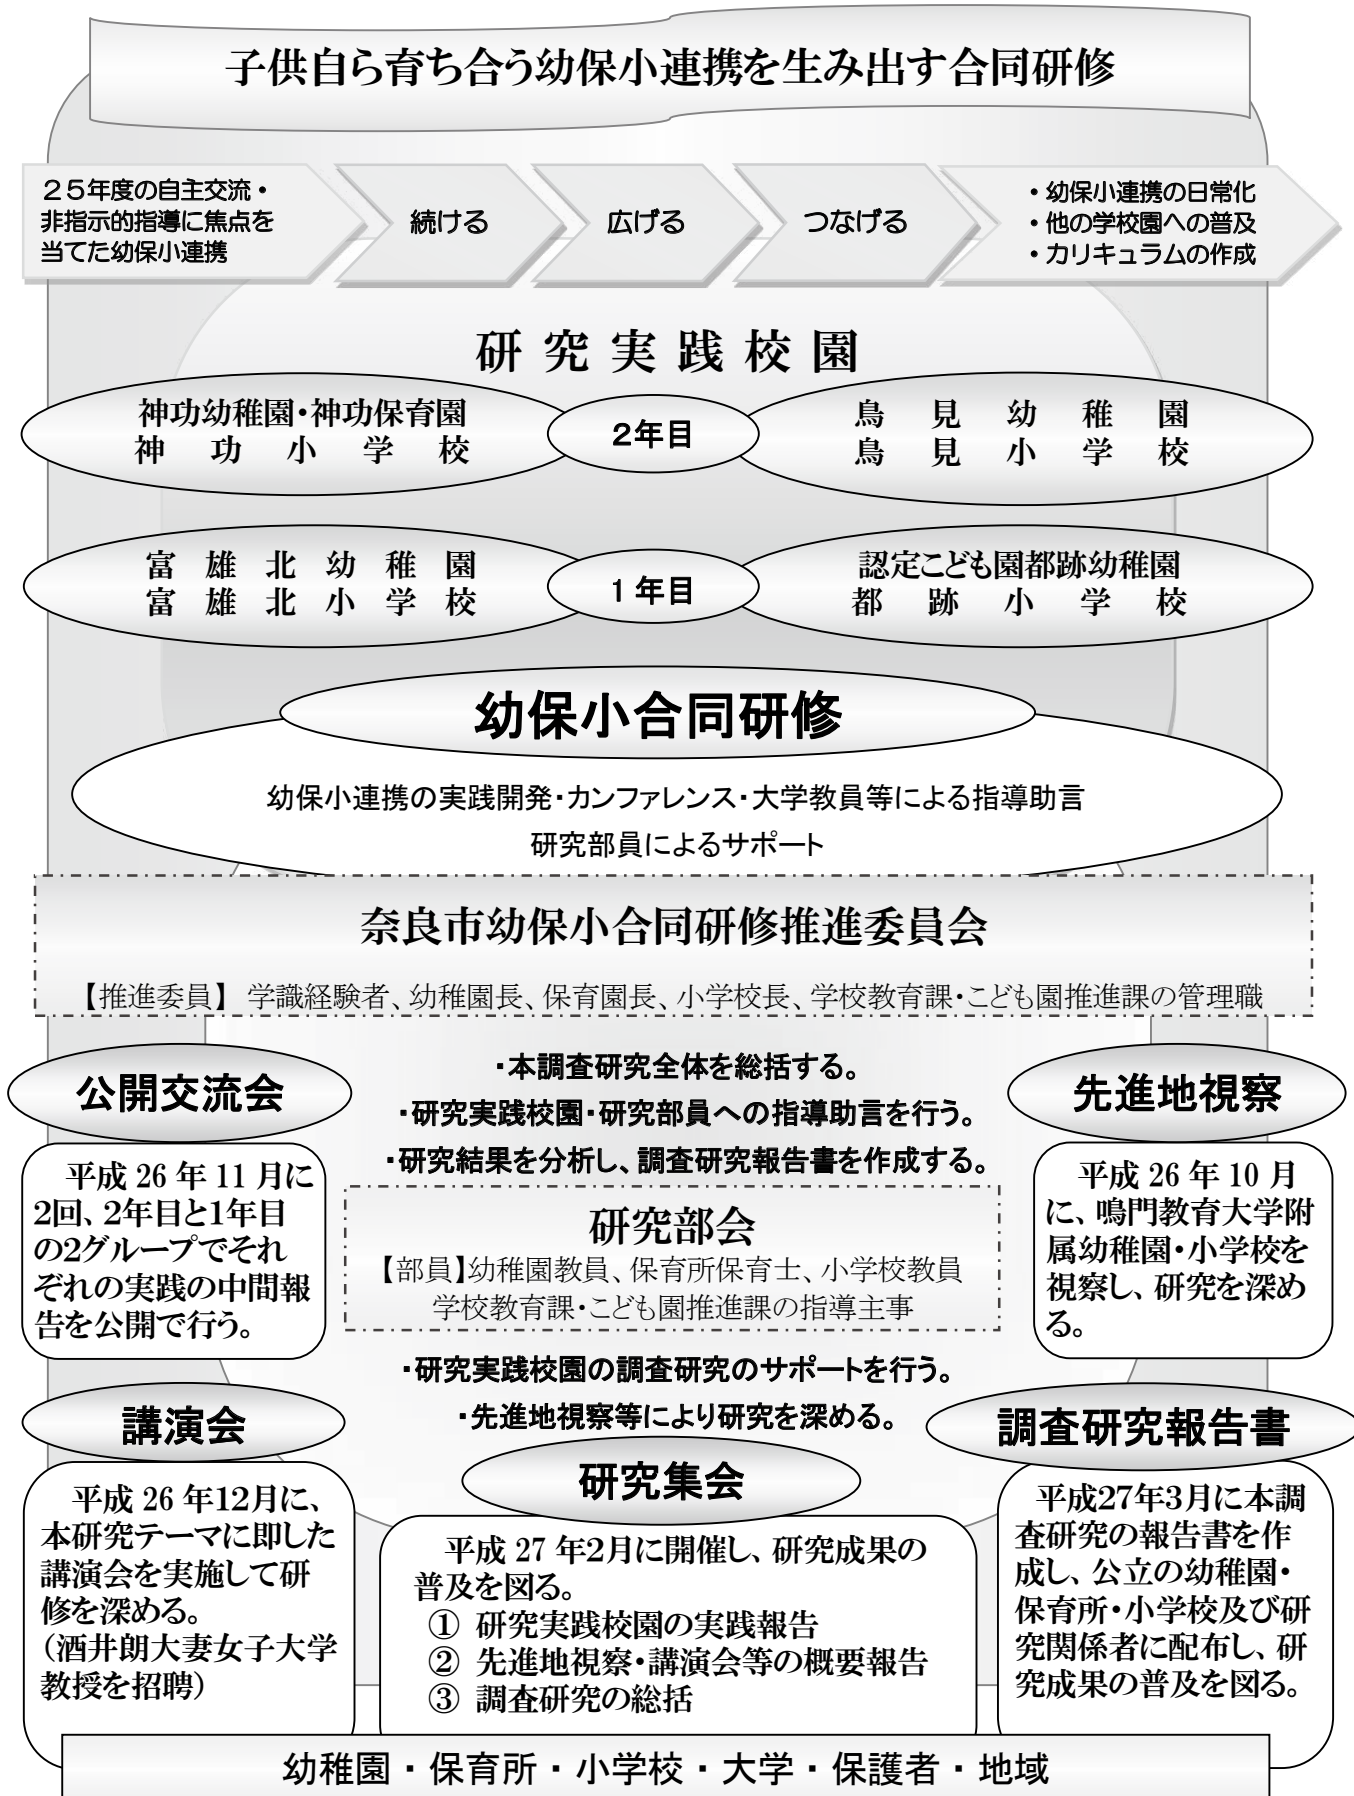 子供自ら育ち合う幼保小連携を生み出す合同研修
２５年度の自主交流・
非指示的指導に焦点を
当てた幼保小連携
続ける
広げる
つなげる
・幼保小連携の日常化
・他の学校園への普及
・カリキュラムの作成
研究実践校園
神功幼稚園・神功保育園
神功小学校
2年目
鳥見幼稚園
鳥見小学校
富雄北幼稚園
富雄北小学校
1年目
認定こども園都跡幼稚園
都跡小学校
幼保小合同研修
幼保小連携の実践開発・カンファレンス・大学教員等による指導助言
研究部員によるサポート
奈良市幼保小合同研修推進委員会
【推進委員】 学識経験者、幼稚園長、保育園長、小学校長、学校教育課・こども園推進課の管理職
・本調査研究全体を総括する。
・研究実践校園・研究部員への指導助言を行う。
・研究結果を分析し、調査研究報告書を作成する。
公開交流会
平成 26 年 11 月に
2回、2年目と1年目
の2グループでそれ
ぞれの実践の中間報
告を公開で行う。
先進地視察
平成 26 年 10 月
に、鳴門教育大学附
属幼稚園・小学校を
視察し、研究を深め
る。
研究部会
【部員】幼稚園教員、保育所保育士、小学校教員
学校教育課・こども園推進課の指導主事
・研究実践校園の調査研究のサポートを行う。
・先進地視察等により研究を深める。
講演会
平成 26 年12月に、
本研究テーマに即した
講演会を実施して研
修を深める。
（酒井朗大妻女子大学
教授を招聘）
研究集会
平成 27 年2月に開催し、研究成果の
普及を図る。
① 研究実践校園の実践報告
② 先進地視察・講演会等の概要報告
③ 調査研究の総括
調査研究報告書
平成27年3月に本調
査研究の報告書を作
成し、公立の幼稚園・
保育所・小学校及び研
究関係者に配布し、研
究成果の普及を図る。
幼稚園・保育所・小学校・大学・保護者・地域